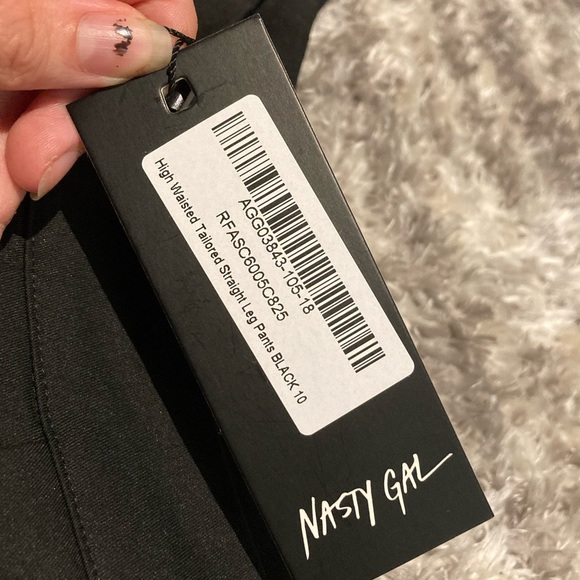 AGG03843-105-18
RFASC6005C825
High Waisted Tailored Straight Leg Pants BLACK 10
NASTY GAL